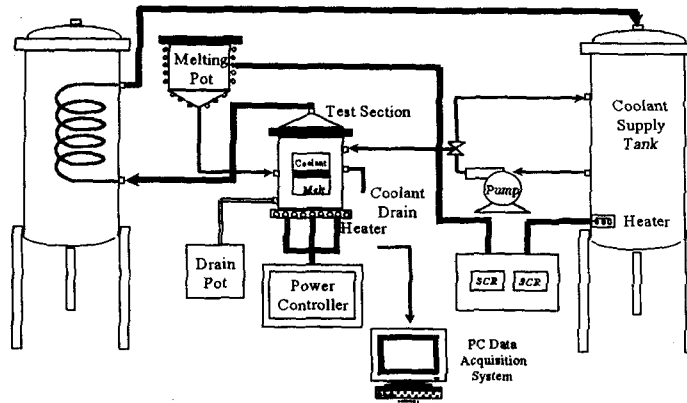 Melting
Pot
Test Section
Coolant
Supply
Tank
Coolant
Melt
Pump
Coolant
Drain
Heater
Heater
Drain
Pot
Power
Controller
SCR
SCR
PC Data
Acquisition
System